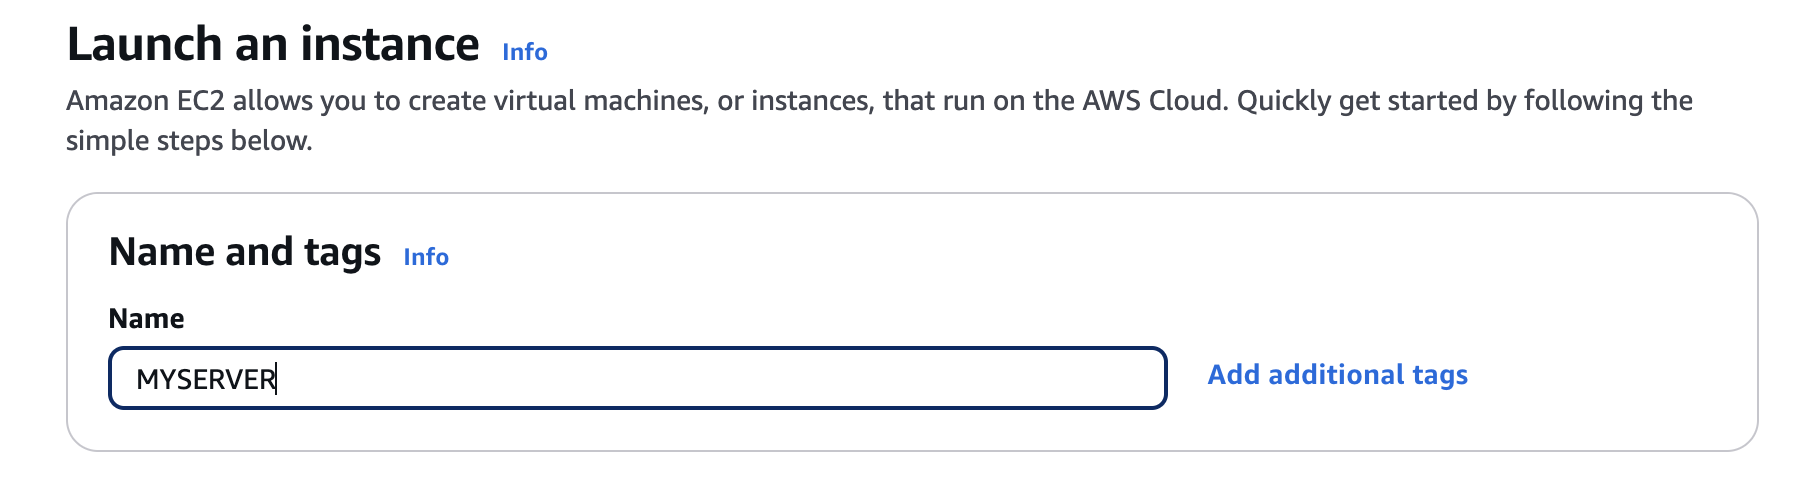 Launch an instance Info
Amazon EC2 allows you to create virtual machines, or instances, that run on the AWS Cloud. Quickly get started by following the
simple steps below.
Name and tags Info
Name
MYSERVER
Add additional tags